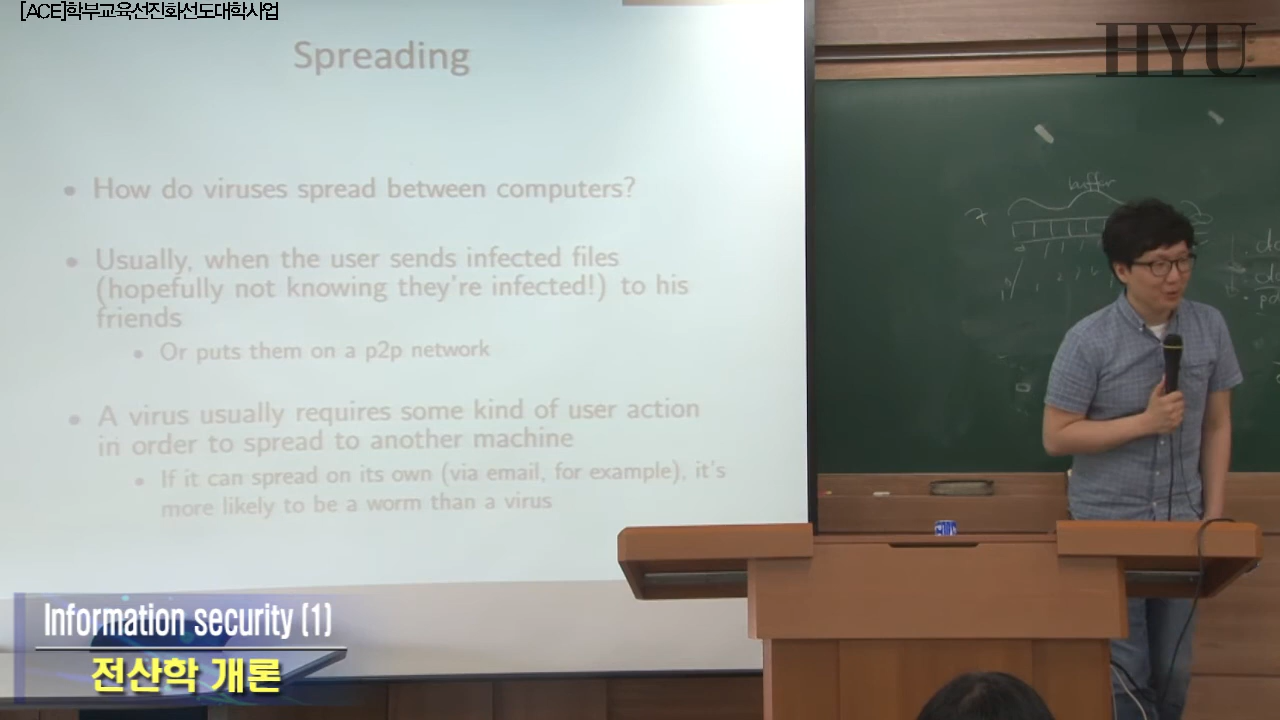 [ACE]학부교육선진화선도대학사업
HYU
Spreading
• How do viruses spread between computers?
• Usually, when the user sends infected files
(hopefully not knowing they're infected!) to his
friends
• Or puts them on a p2p network
• A virus usually requires some kind of user action
in order to spread to another machine
• If it can spread on its own (via email, for example), it's
more likely to be a worm than a virus
buffer
Information security (1)
전산학 개론